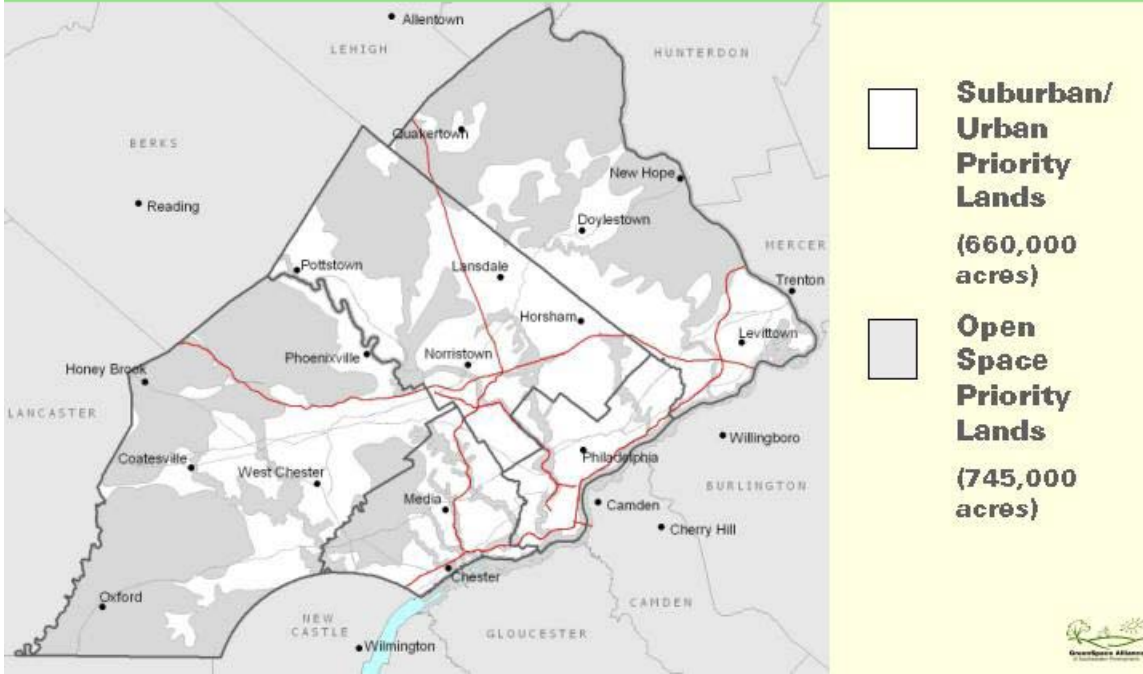 Allentown
LEHIGH
HUNTERDON
Quakertown
BERKS
New Hope
Reading
Doylestown
MERCER
Pottstown
Lansdale
Trenton
Horsham
Levittown
Phoenixville
Norristown
Honey Brook
LANCASTER
Willingboro
Coatesville
Philadelphia
West Chester
BURLINGTON
Media
Camden
Cherry Hill
Chester
Oxford
CAMDEN
NEW
CASTLE
GLOUCESTER
Wilmington
Suburban/
Urban
Priority
Lands
(660,000
acres)
Open
Space
Priority
Lands
(745,000
acres)
GreenSpace Alliance